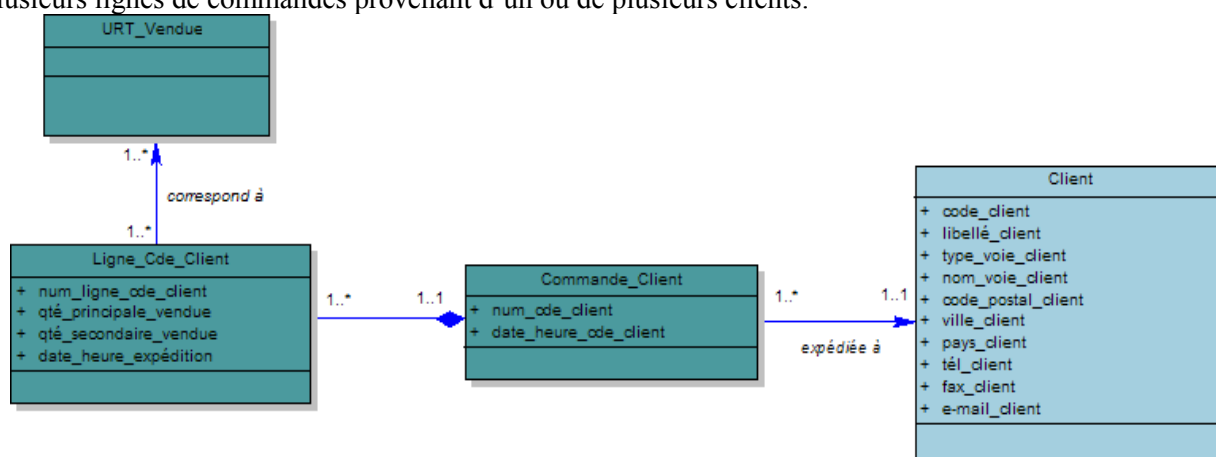 lusieurs lignes de commandes provenant d'un ou de plusieurs clients.
URT_Vendue
1..*
correspond à
1..*
Ligne_Cde_Client
+ num_ligne_cde_client
+ qté_principale_vendue
+ qté_secondaire_vendue
+ date_heure_expédition
1..*
1..1
Commande_Client
+ num_cde_client
+ date_heure_cde_client
1..*
1..1
expédiée à
Client
+ code_client
+ libellé_client
+ type_voie_client
+ nom_voie_client
+ code_postal_client
+ ville_client
+ pays_client
+ tél_client
+ fax_client
+ e-mail_client